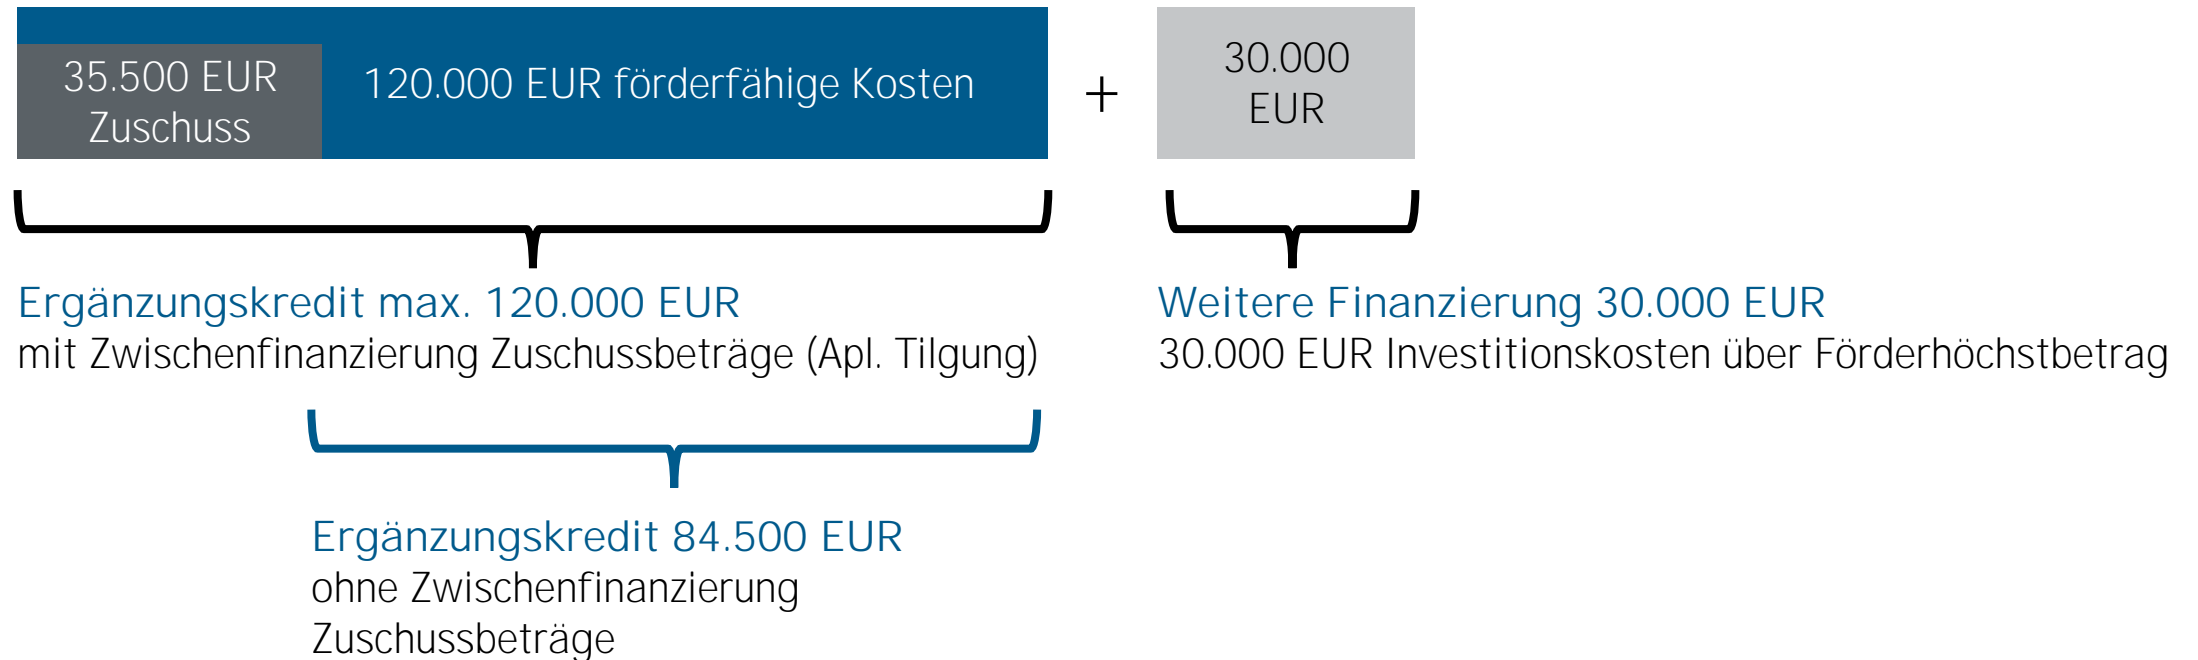 35.500 EUR
Zuschuss
120.000 EUR förderfähige Kosten
+
30.000
EUR
Ergänzungskredit max. 120.000 EUR
mit Zwischenfinanzierung Zuschussbeträge (Apl. Tilgung)
Weitere Finanzierung 30.000 EUR
30.000 EUR Investitionskosten über Förderhöchstbetrag
Ergänzungskredit 84.500 EUR
ohne Zwischenfinanzierung
Zuschussbeträge